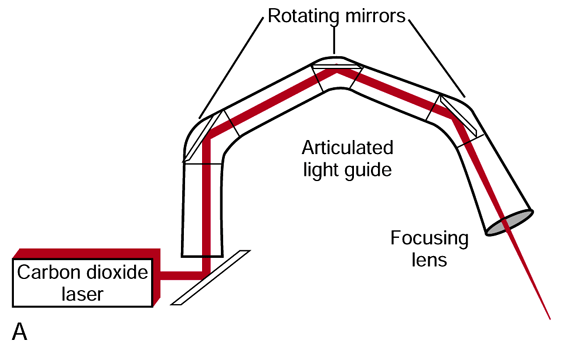 Rotating mirrors
Articulated
light guide
Focusing
lens
Carbon dioxide
laser
A